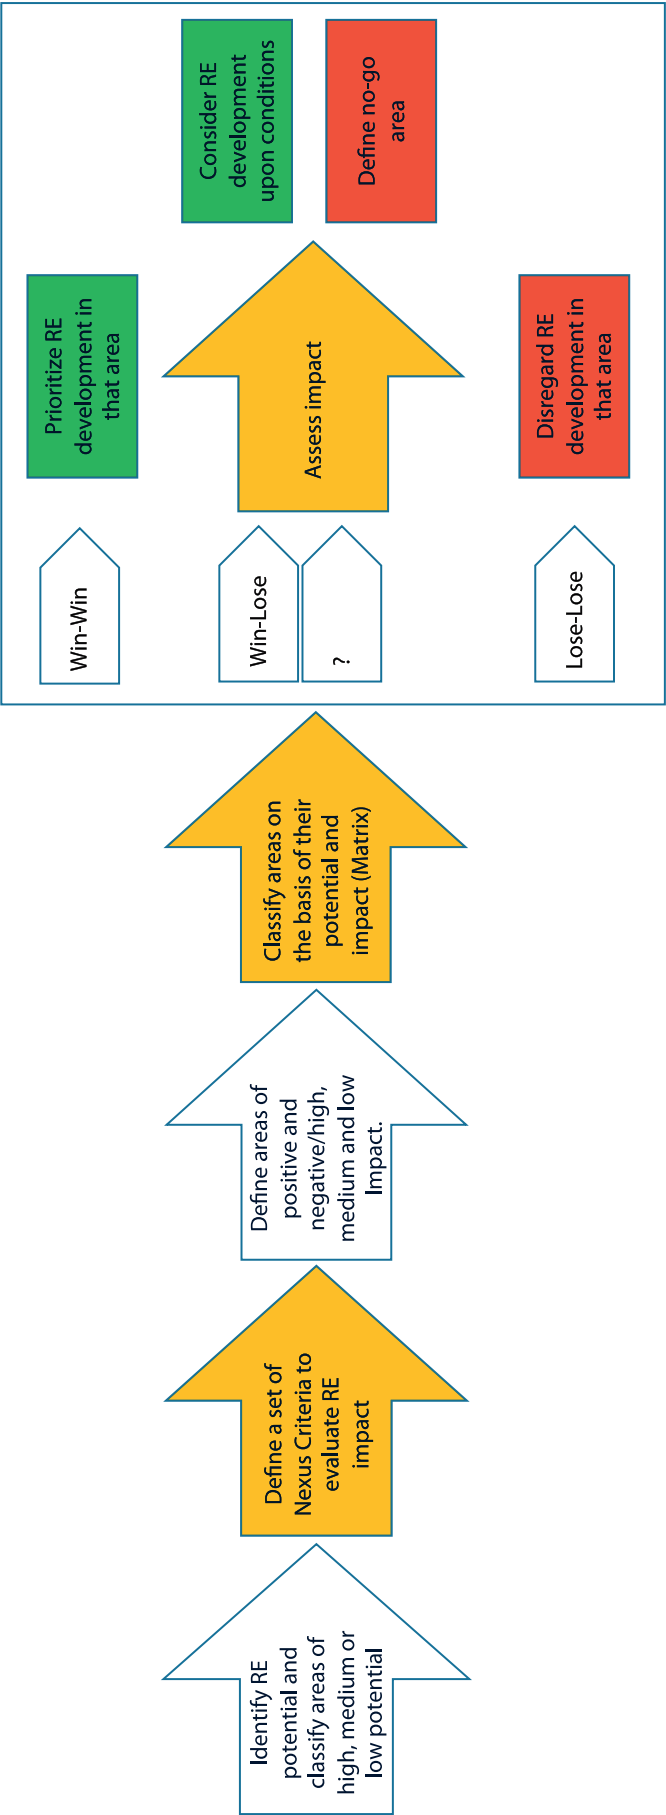 Identify RE
potential and
classify areas of
high, medium or
low potential
Define a set of
Nexus Criteria to
evaluate RE
impact
Define areas of
positive and
negative/high,
medium and low
Impact.
Classify areas on
the basis of their
potential and
impact (Matrix)
Win-Win
Prioritize RE
development in
that area
Win-Lose
?
Assess impact
Consider RE
development
upon conditions
Define no-go
area
Lose-Lose
Disregard RE
development in
that area